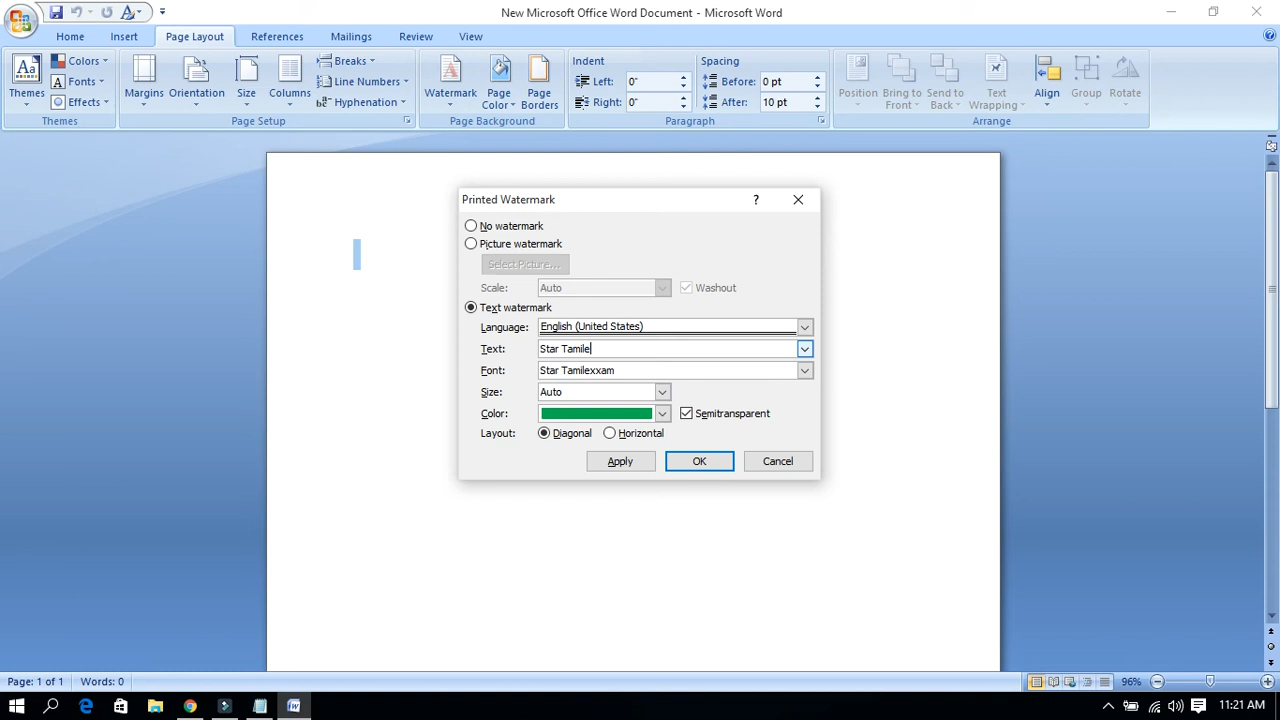 New Microsoft Office Word Document - Microsoft Word
Home Insert Page Layout References Mailings Review View
Themes Colors Fonts Effects
Themes
Margins Orientation Size Columns Breaks Line Numbers Hyphenation
Page Setup
Watermark Page Color Page Borders
Page Background
Indent Spacing
Left: 0" Before: 0 pt
Right: 0" After: 10 pt
Paragraph
Position Bring to Front Send to Back Text Wrapping Align Group Rotate
Arrange
Printed Watermark
No watermark
Picture watermark
Select Picture...
Scale: Auto Washout
Text watermark
Language: English (United States)
Text: Star Tamile
Font: Star Tamilexxam
Size: Auto
Color: Semitransparent
Layout: Diagonal Horizontal
Apply OK Cancel
Page: 1 of 1 Words: 0 96%
11:21 AM